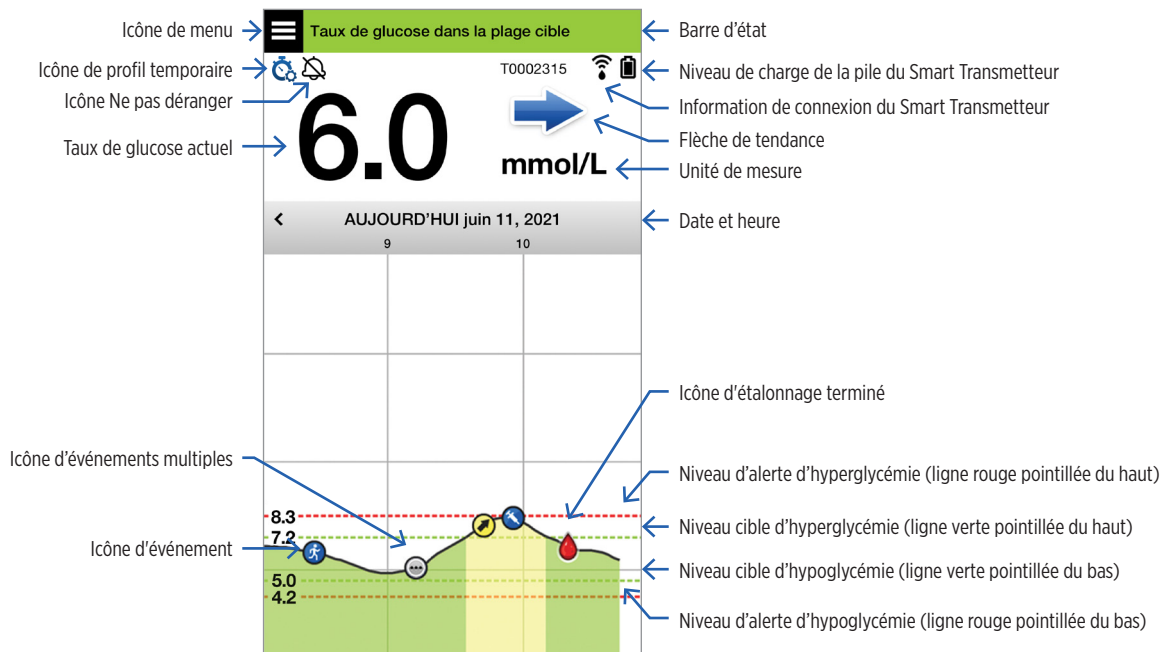 Icône de menu
Taux de glucose dans la plage cible
Barre d’état
Icône de profil temporaire
T0002315
Niveau de charge de la pile du Smart Transmetteur
Icône Ne pas déranger
Information de connexion du Smart Transmetteur
6.0
Flèche de tendance
Taux de glucose actuel
mmol/L
Unité de mesure
AUJOURD’HUI juin 11, 2021
Date et heure
9 10
Icône d'étalonnage terminé
Icône d’événements multiples
Niveau d’alerte d’hyperglycémie (ligne rouge pointillée du haut)
8.3
Niveau cible d’hyperglycémie (ligne verte pointillée du haut)
7.2
Icône d'événement
Niveau cible d’hypoglycémie (ligne verte pointillée du bas)
5.0
4.2
Niveau d’alerte d’hypoglycémie (ligne rouge pointillée du bas)